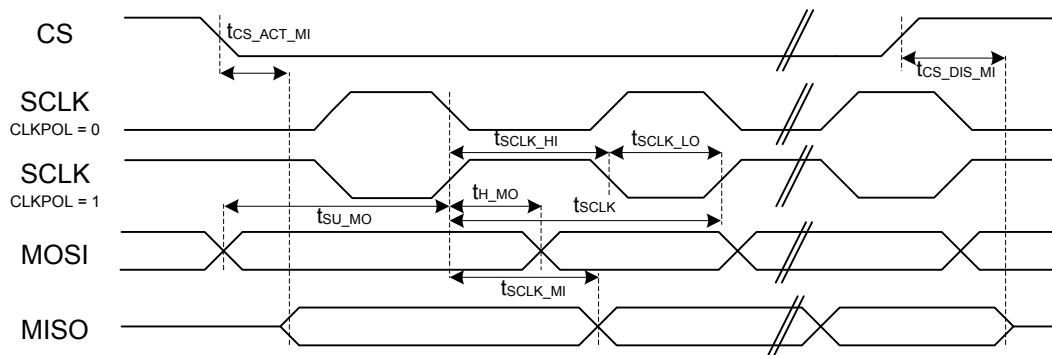 CS
tCS_ACT_MI
tCS_DIS_MI
SCLK
CLKPOL = 0
tSCLK_HI
tSCLK_LO
SCLK
CLKPOL = 1
tH_MO
tSU_MO
tSCLK
MOSI
tSCLK_MI
MISO